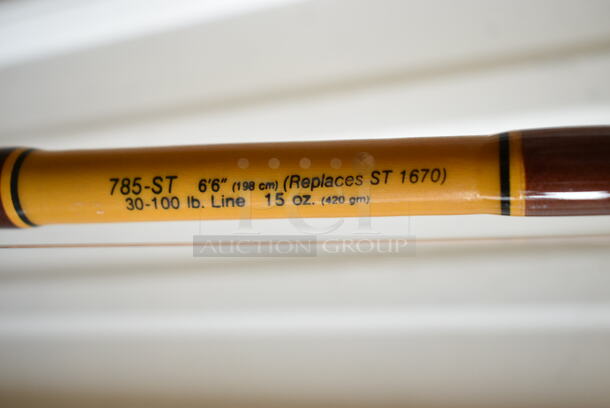 785-ST 6'6" (198 cm) (Replaces ST 1670)
30-100 lb. Line 15 oz. (420 gm)
AUCTION GROUP